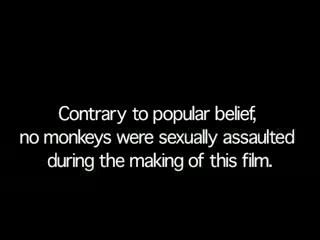 Contrary to popular belief,
no monkeys were sexually assaulted
during the making of this film.